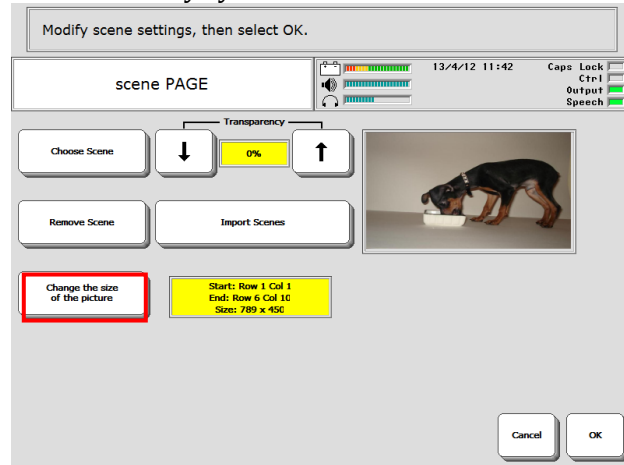 Modify scene settings, then select OK.
scene PAGE
13/4/12 11:42
Caps Lock
Ctrl
Output
Speech
Transparency
Choose Scene
0%
Remove Scene
Import Scenes
Change the size
of the picture
Start: Row 1 Col 1
End: Row 6 Col 10
Size: 789 x 450
Cancel
OK